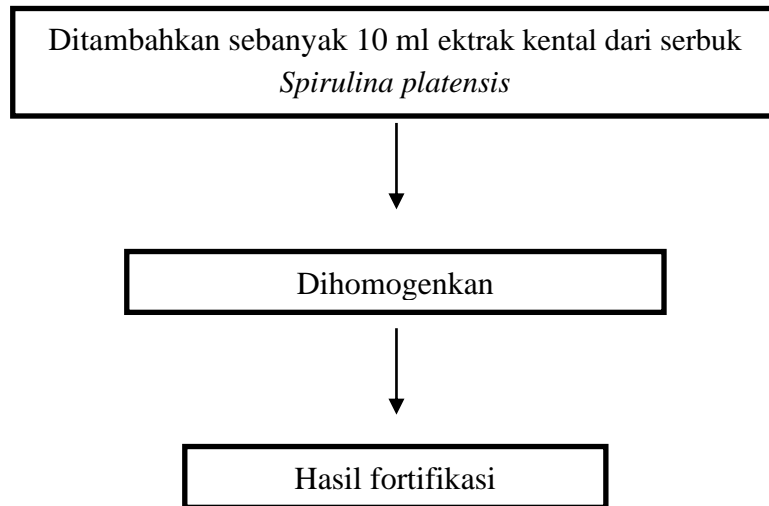 Ditambahkan sebanyak 10 ml ektrak kental dari serbuk
Spirulina platensis
Dihomogenkan
Hasil fortifikasi